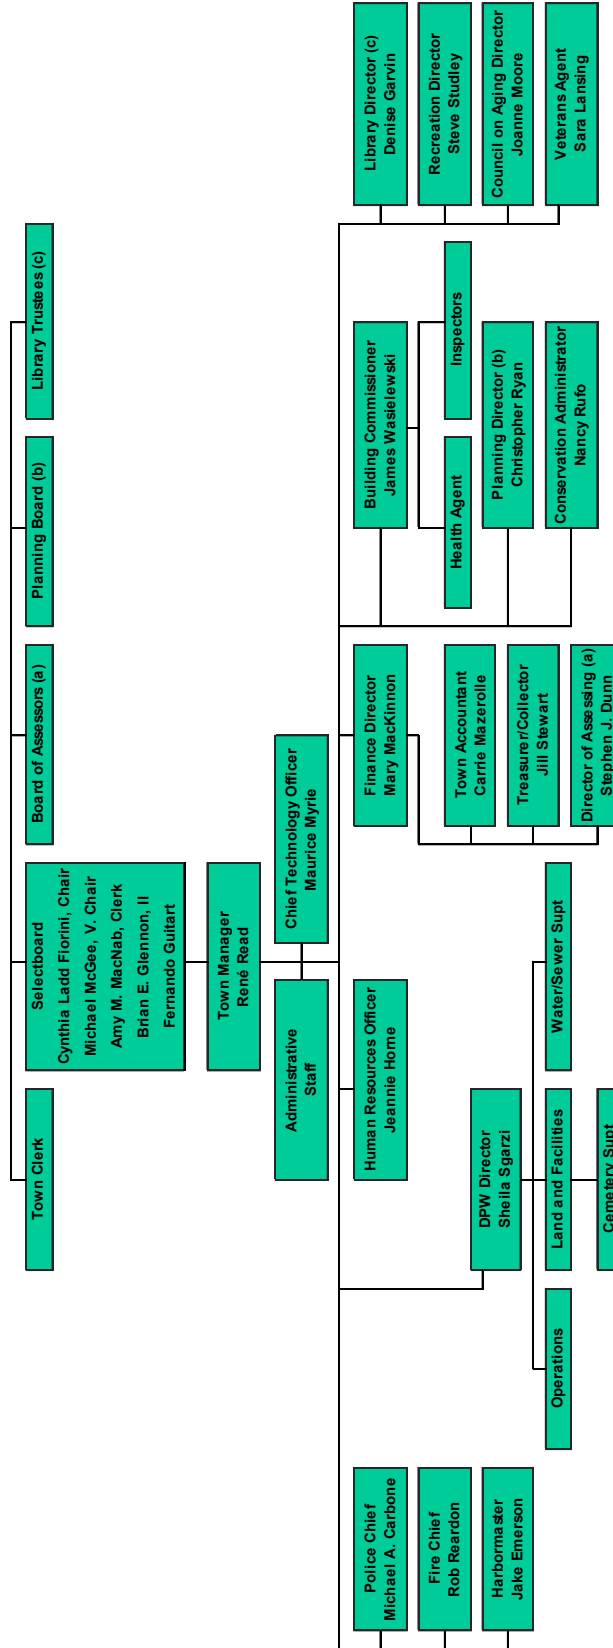 Town Clerk
Selectboard
Cynthia Ladd Fiorini, Chair
Michael McGee, V. Chair
Amy M. MacNab, Clerk
Brian E. Glennon, II
Fernando Guitart
Board of Assessors (a)
Planning Board (b)
Library Trustees (c)
Town Manager
René Read
Administrative
Staff
Chief Technology Officer
Maurice Myrie
Police Chief
Michael A. Carbone
Fire Chief
Rob Reardon
Harbormaster
Jake Emerson
DPW Director
Sheila Sgarzi
Operations
Land and Facilities
Water/Sewer Supt
Cemetery Supt
Human Resources Officer
Jeannie Horne
Finance Director
Mary MacKinnon
Town Accountant
Carrie Mazerolle
Treasurer/Collector
Jill Stewart
Director of Assessing (a)
Stephen J. Dunn
Building Commissioner
James Wasielewski
Health Agent
Inspectors
Planning Director (b)
Christopher Ryan
Conservation Administrator
Nancy Rufo
Library Director (c)
Denise Garvin
Recreation Director
Steve Studley
Council on Aging Director
Joanne Moore
Veterans Agent
Sara Lansing